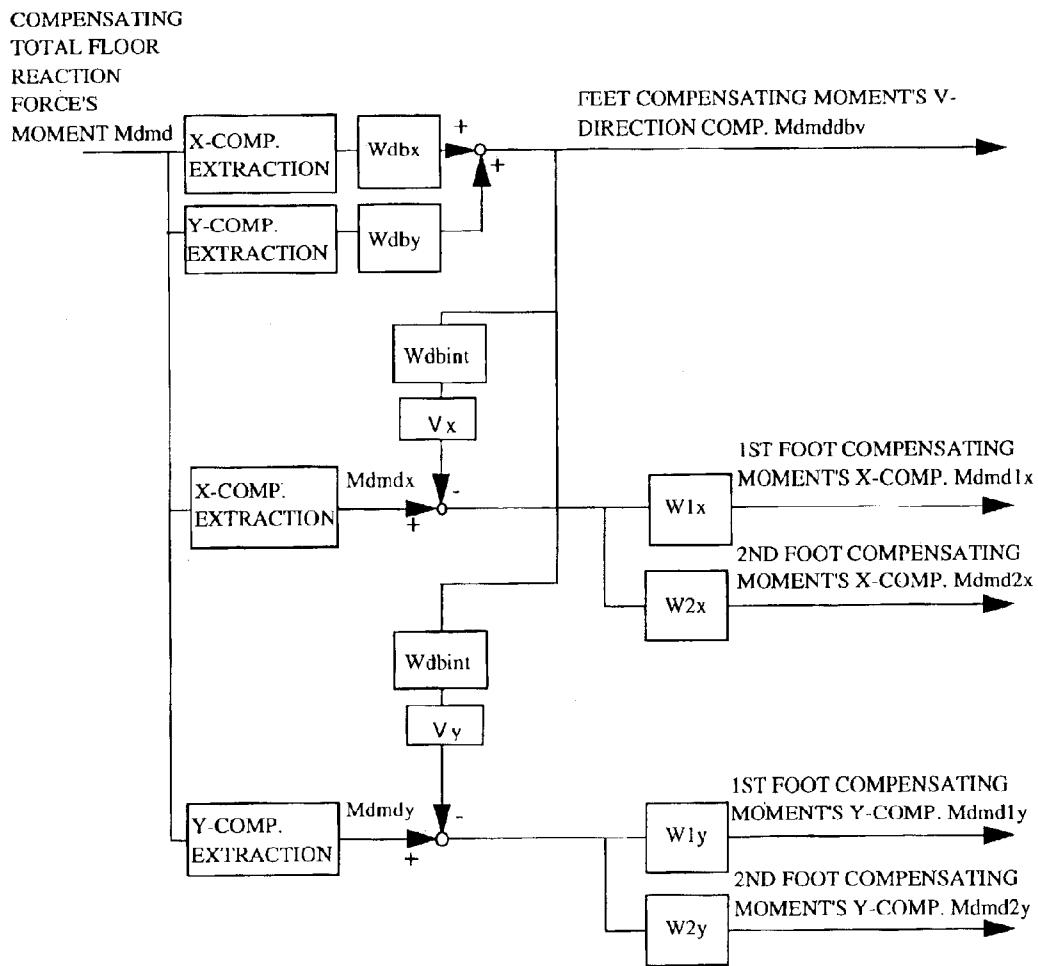 COMPENSATING
TOTAL FLOOR
REACTION
FORCE'S
MOMENT Mdmd
FEET COMPENSATING MOMENT'S V-
DIRECTION COMP. Mdmddbv
X-COMP.
EXTRACTION
Wdbx
+
+
Y-COMP.
EXTRACTION
Wdby
Wdbint
Vx
X-COMP.
EXTRACTION
Mdmdx
-
+
1ST FOOT COMPENSATING
MOMENT'S X-COMP. Mdmd1x
W1x
2ND FOOT COMPENSATING
MOMENT'S X-COMP. Mdmd2x
W2x
Wdbint
Vy
Y-COMP.
EXTRACTION
Mdmdy
-
+
1ST FOOT COMPENSATING
MOMENT'S Y-COMP. Mdmd1y
W1y
2ND FOOT COMPENSATING
MOMENT'S Y-COMP. Mdmd2y
W2y